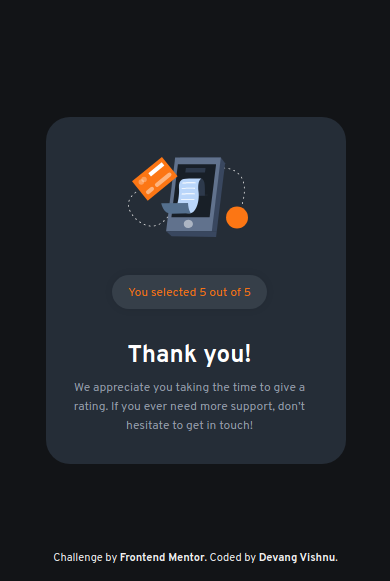 You selected 5 out of 5
Thank you!
We appreciate you taking the time to give a
rating. If you ever need more support, don't
hesitate to get in touch!
Challenge by Frontend Mentor. Coded by Devang Vishnu.